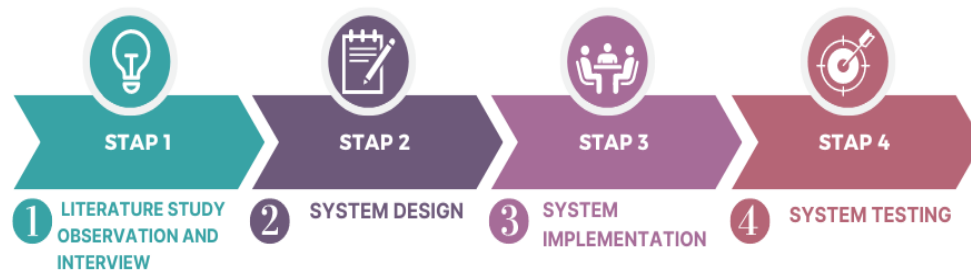 STAP 1
STAP 2
STAP 3
STAP 4
1 LITERATURE STUDY
OBSERVATION AND
INTERVIEW
2 SYSTEM DESIGN
3 SYSTEM
IMPLEMENTATION
4 SYSTEM TESTING